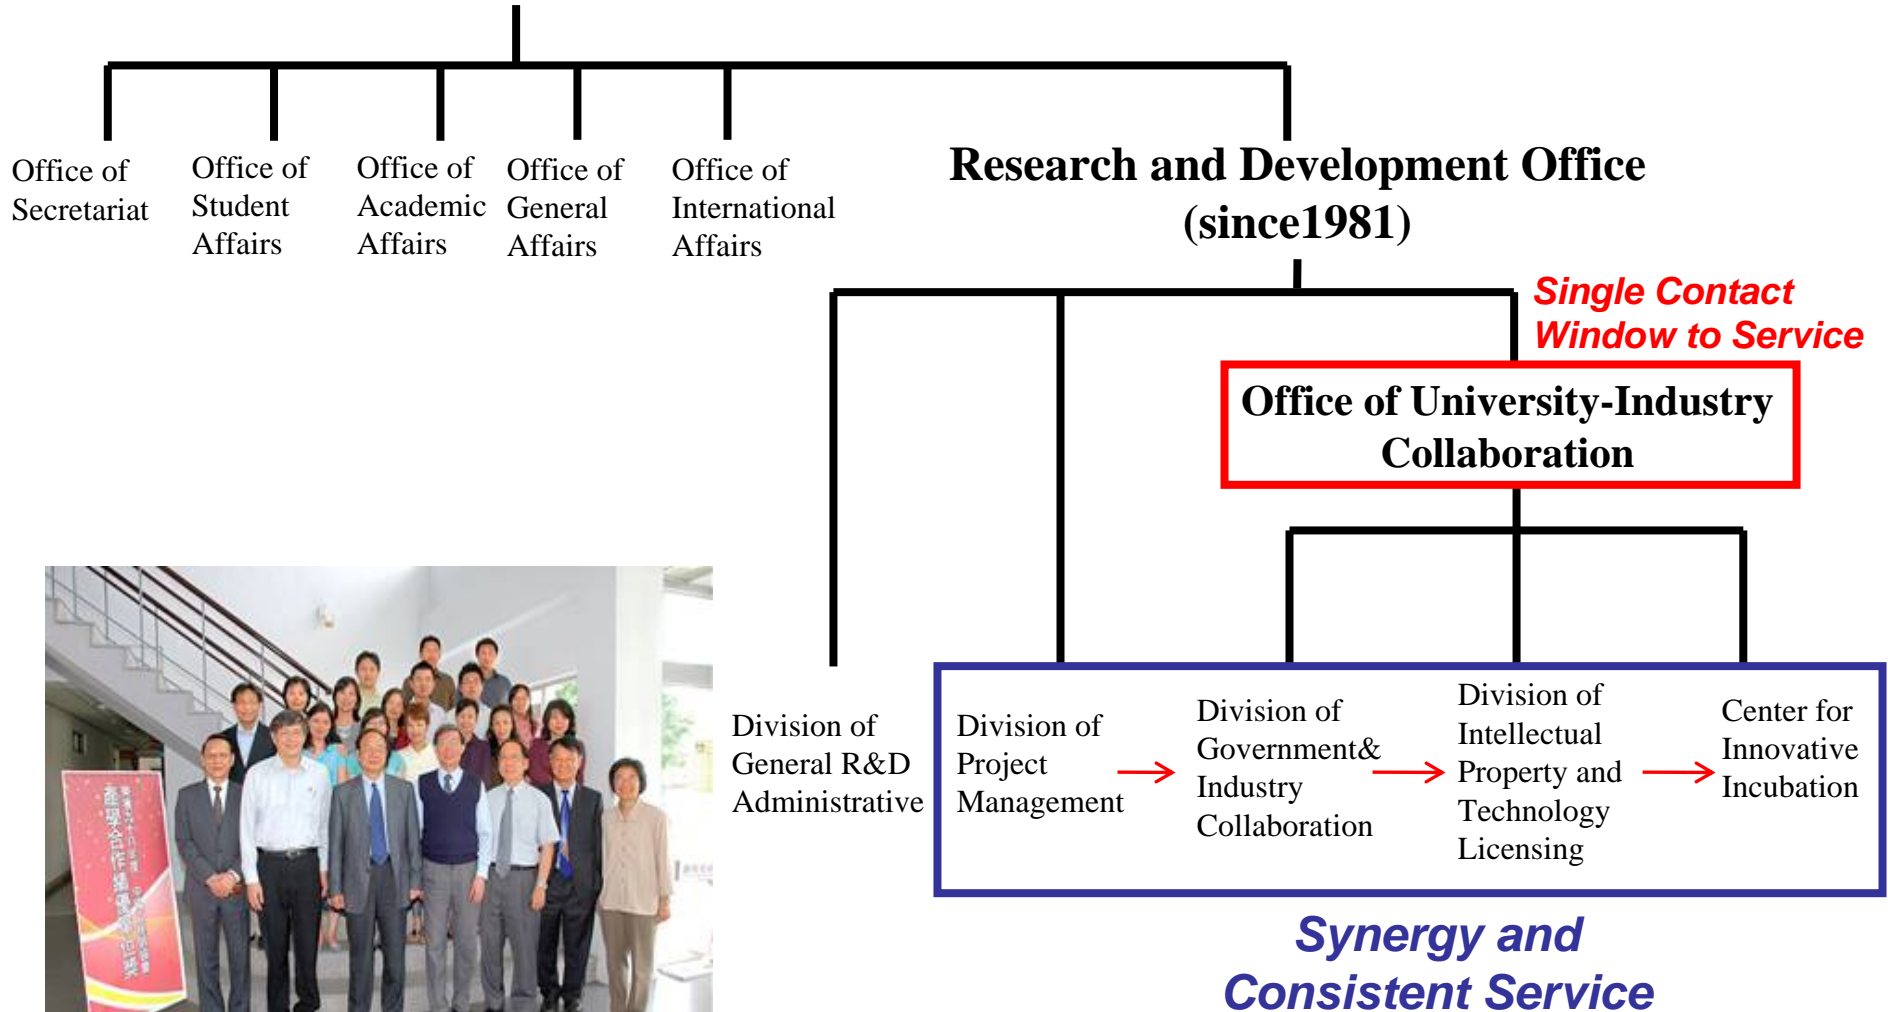 Office of
Secretariat
Office of
Student
Affairs
Office of
Academic
Affairs
Office of
General
Affairs
Office of
International
Affairs
Research and Development Office
(since1981)
Single Contact
Window to Service
Office of University-Industry
Collaboration
Division of
General R&D
Administrative
Division of
Project
Management
Division of
Government&
Industry
Collaboration
Division of
Intellectual
Property and
Technology
Licensing
Center for
Innovative
Incubation
Synergy and
Consistent Service